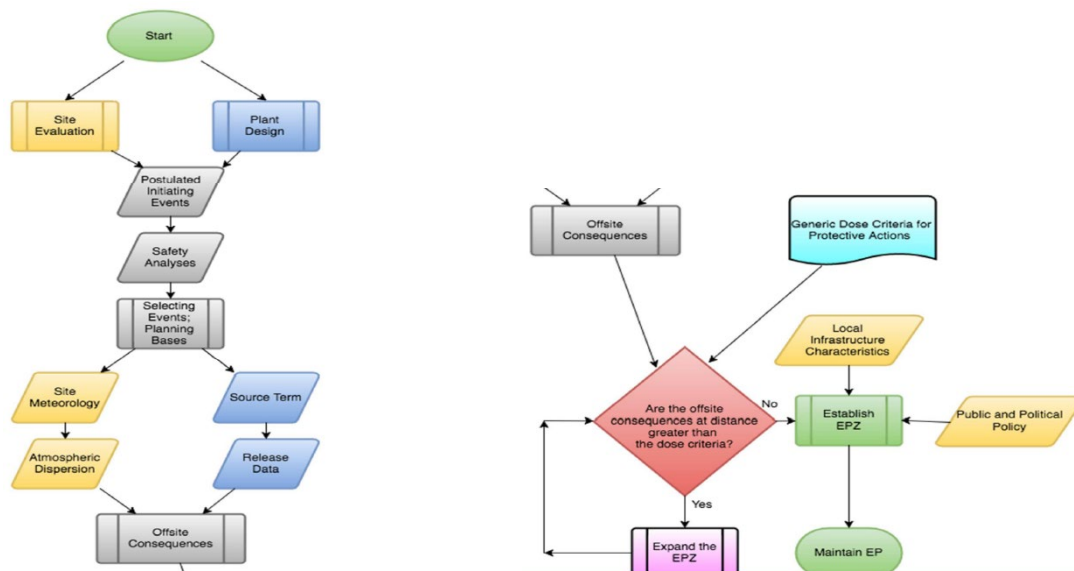 Start
Site
Evaluation
Plant
Design
Postulated
Initiating
Events
Safety
Analyses
Selecting
Events;
Planning
Bases
Site
Meteorology
Source Term
Atmospheric
Dispersion
Release
Data
Offsite
Consequences
Offsite
Consequences
Generic Dose Criteria for
Protective Actions
Local
Infrastructure
Characteristics
Are the offsite
consequences at distance
greater than
the dose criteria?
No
Establish
EPZ
Public and Political
Policy
Yes
Expand the
EPZ
Maintain EP